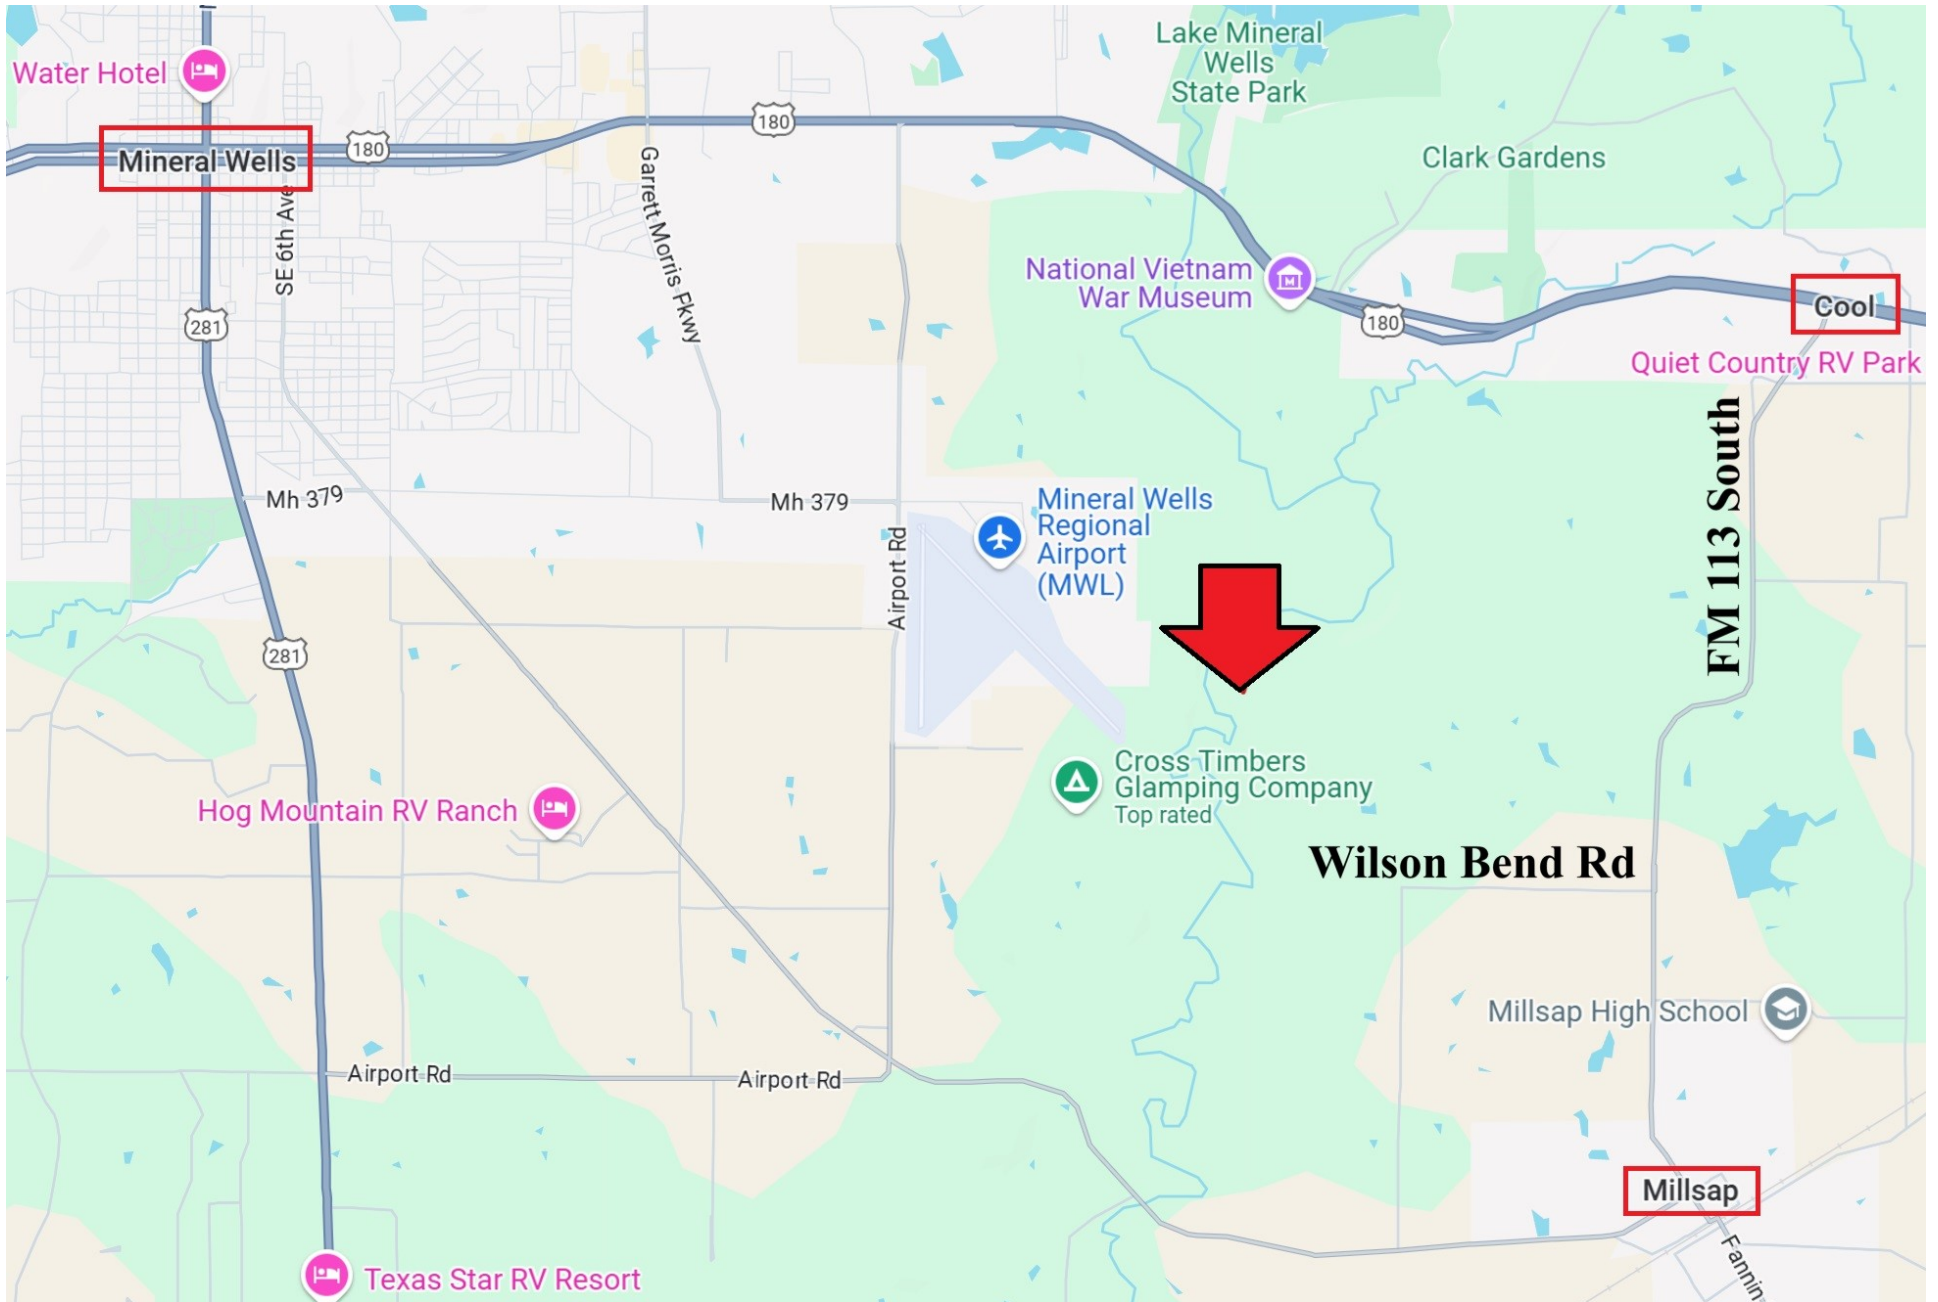 Lake Mineral
Wells
State Park
Water Hotel
180
180
Mineral Wells
Clark Gardens
SE 6th Ave
Garrett Morris Pkwy
National Vietnam
War Museum
281
180
Cool
Quiet Country RV Park
FM 113 South
Mh 379
Mh 379
Mineral Wells
Regional
Airport
(MWL)
Airport Rd
281
Cross Timbers
Glamping Company
Top rated
Hog Mountain RV Ranch
Wilson Bend Rd
Millsap High School
Airport Rd
Airport Rd
Millsap
Fannin
Texas Star RV Resort